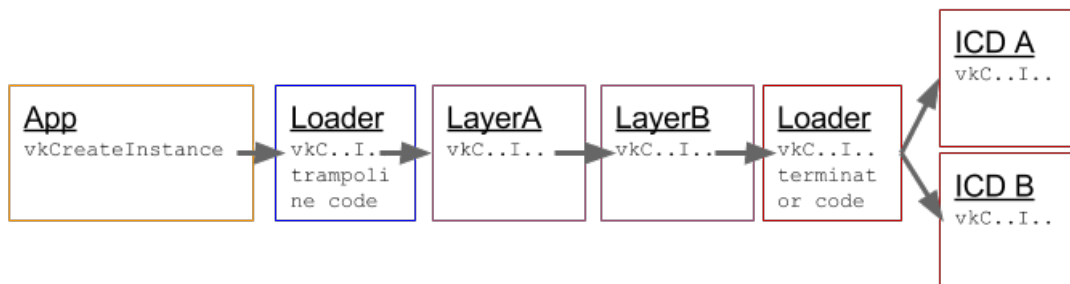 App
vkCreateInstance
Loader
vkC..I..
trampoli
ne code
LayerA
vkC..I..
LayerB
vkC..I..
Loader
vkC..I..
terminat
or code
ICD A
vkC..I..
ICD B
vkC..I..